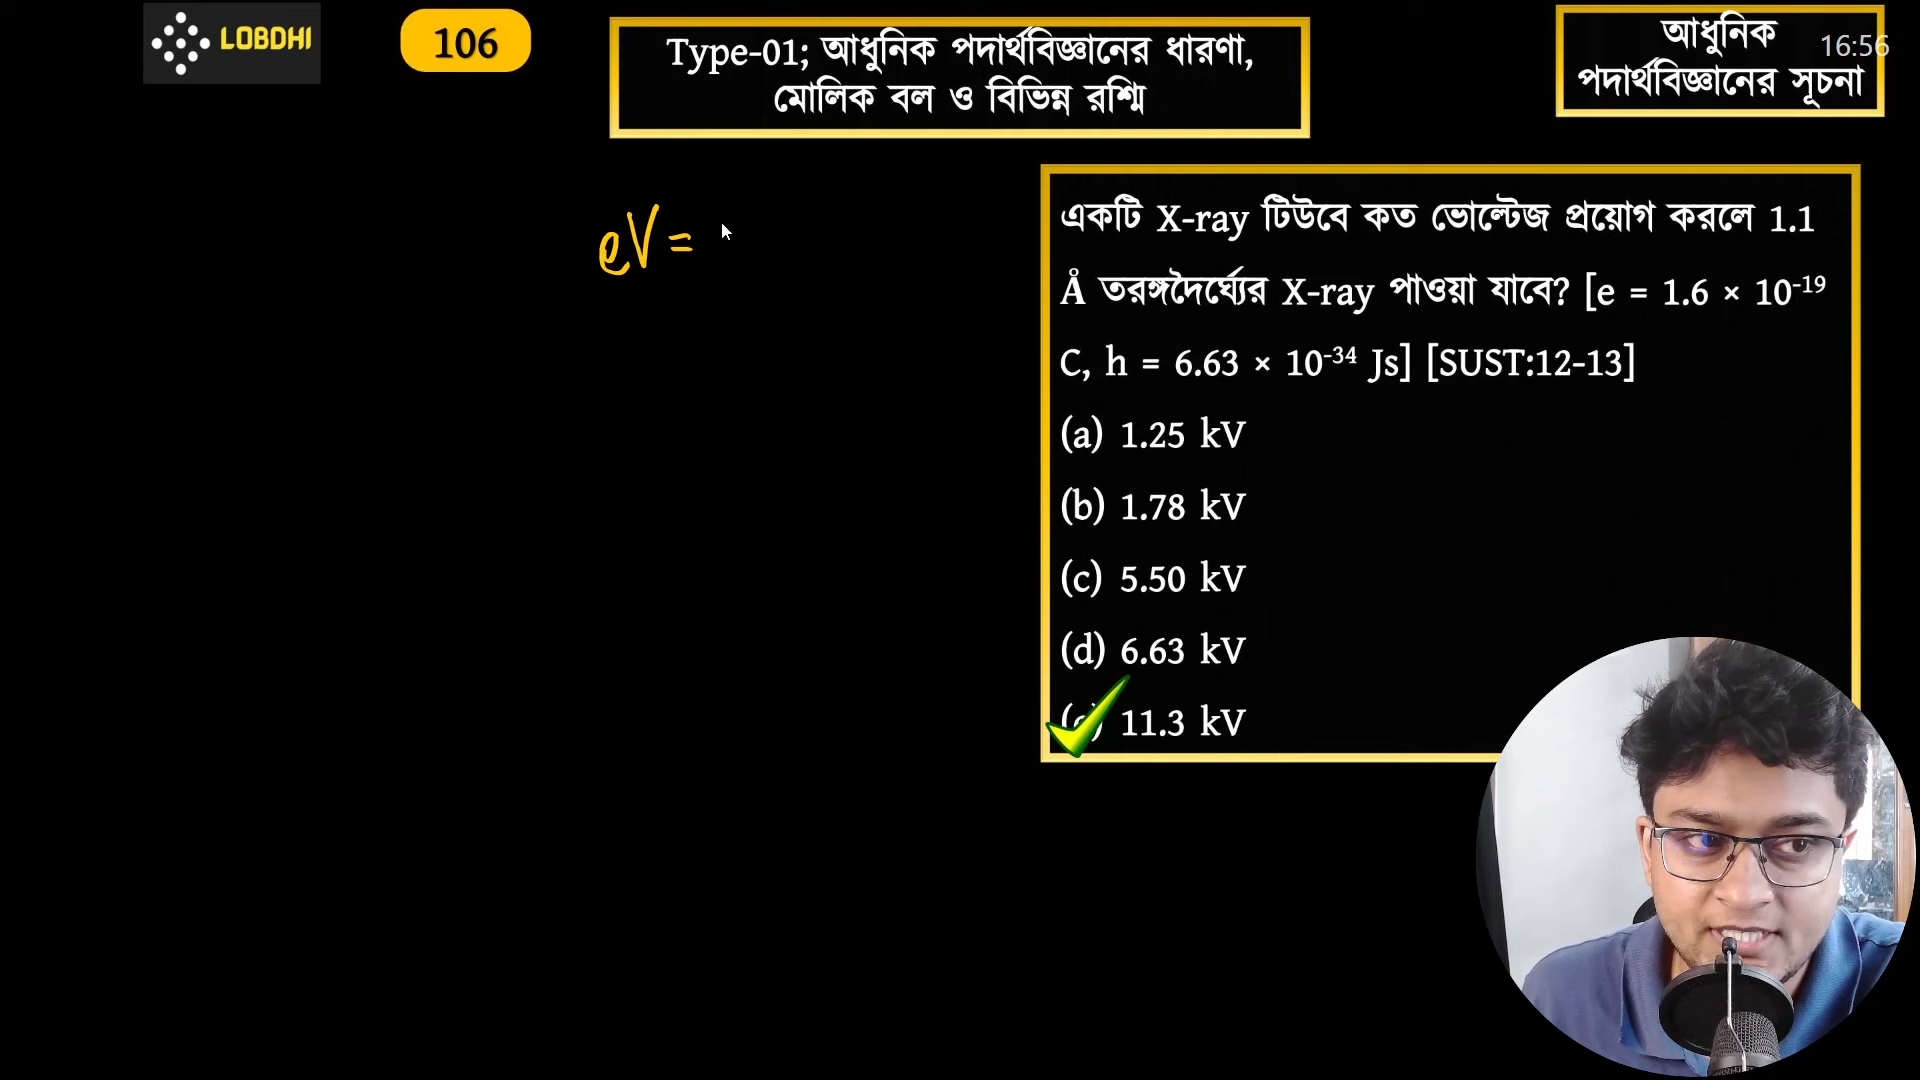 LOBDHI
106
Type-01; আধুনিক পদার্থবিজ্ঞানের ধারণা,
মোলিক বল ও বিভিন্ন রশ্মি
আধুনিক
পদার্থবিজ্ঞানের সূচনা
16:56
eV =
একটি X-ray টিউবে কত ভোল্টেজ প্রয়োগ করলে 1.1
Å তরঙ্গদৈর্ঘ্যের X-ray পাওয়া যাবে? [e = 1.6 × 10⁻¹⁹
C, h = 6.63 × 10⁻³⁴ Js] [SUST:12-13]
(a) 1.25 kV
(b) 1.78 kV
(c) 5.50 kV
(d) 6.63 kV
11.3 kV